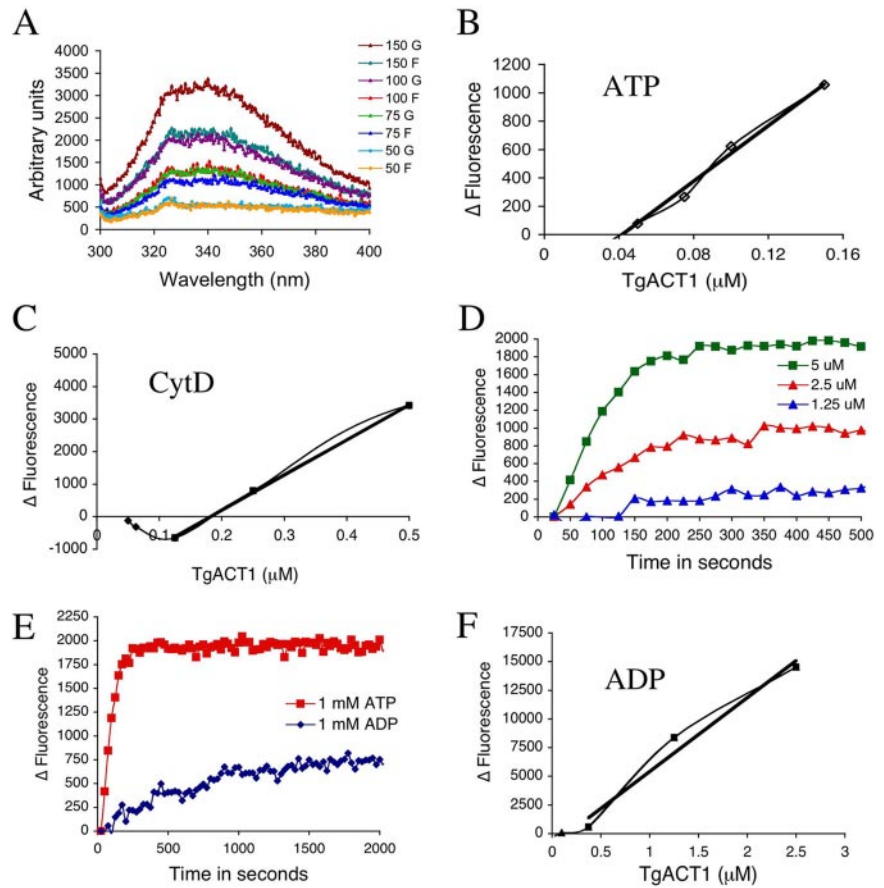 A
Arbitrary units
4000
3500
3000
2500
2000
1500
1000
500
0
300 320 340 360 380 400
Wavelength (nm)
150 G
150 F
100 G
100 F
75 G
75 F
50 G
50 F
B
ATP
Δ Fluorescence
1200
1000
800
600
400
200
0
0 0.04 0.08 0.12 0.16
TgACT1 (μM)
C
CytD
Δ Fluorescence
5000
4000
3000
2000
1000
0
-1000
0 0.1 0.2 0.3 0.4 0.5
TgACT1 (μM)
D
Δ Fluorescence
2000
1800
1600
1400
1200
1000
800
600
400
200
0
0 50 100 150 200 250 300 350 400 450 500
Time in seconds
5 uM
2.5 uM
1.25 uM
E
Δ Fluorescence
2250
2000
1750
1500
1250
1000
750
500
250
0
0 500 1000 1500 2000
Time in seconds
1 mM ATP
1 mM ADP
F
ADP
Δ Fluorescence
17500
15000
12500
10000
7500
5000
2500
0
0 0.5 1 1.5 2 2.5 3
TgACT1 (μM)